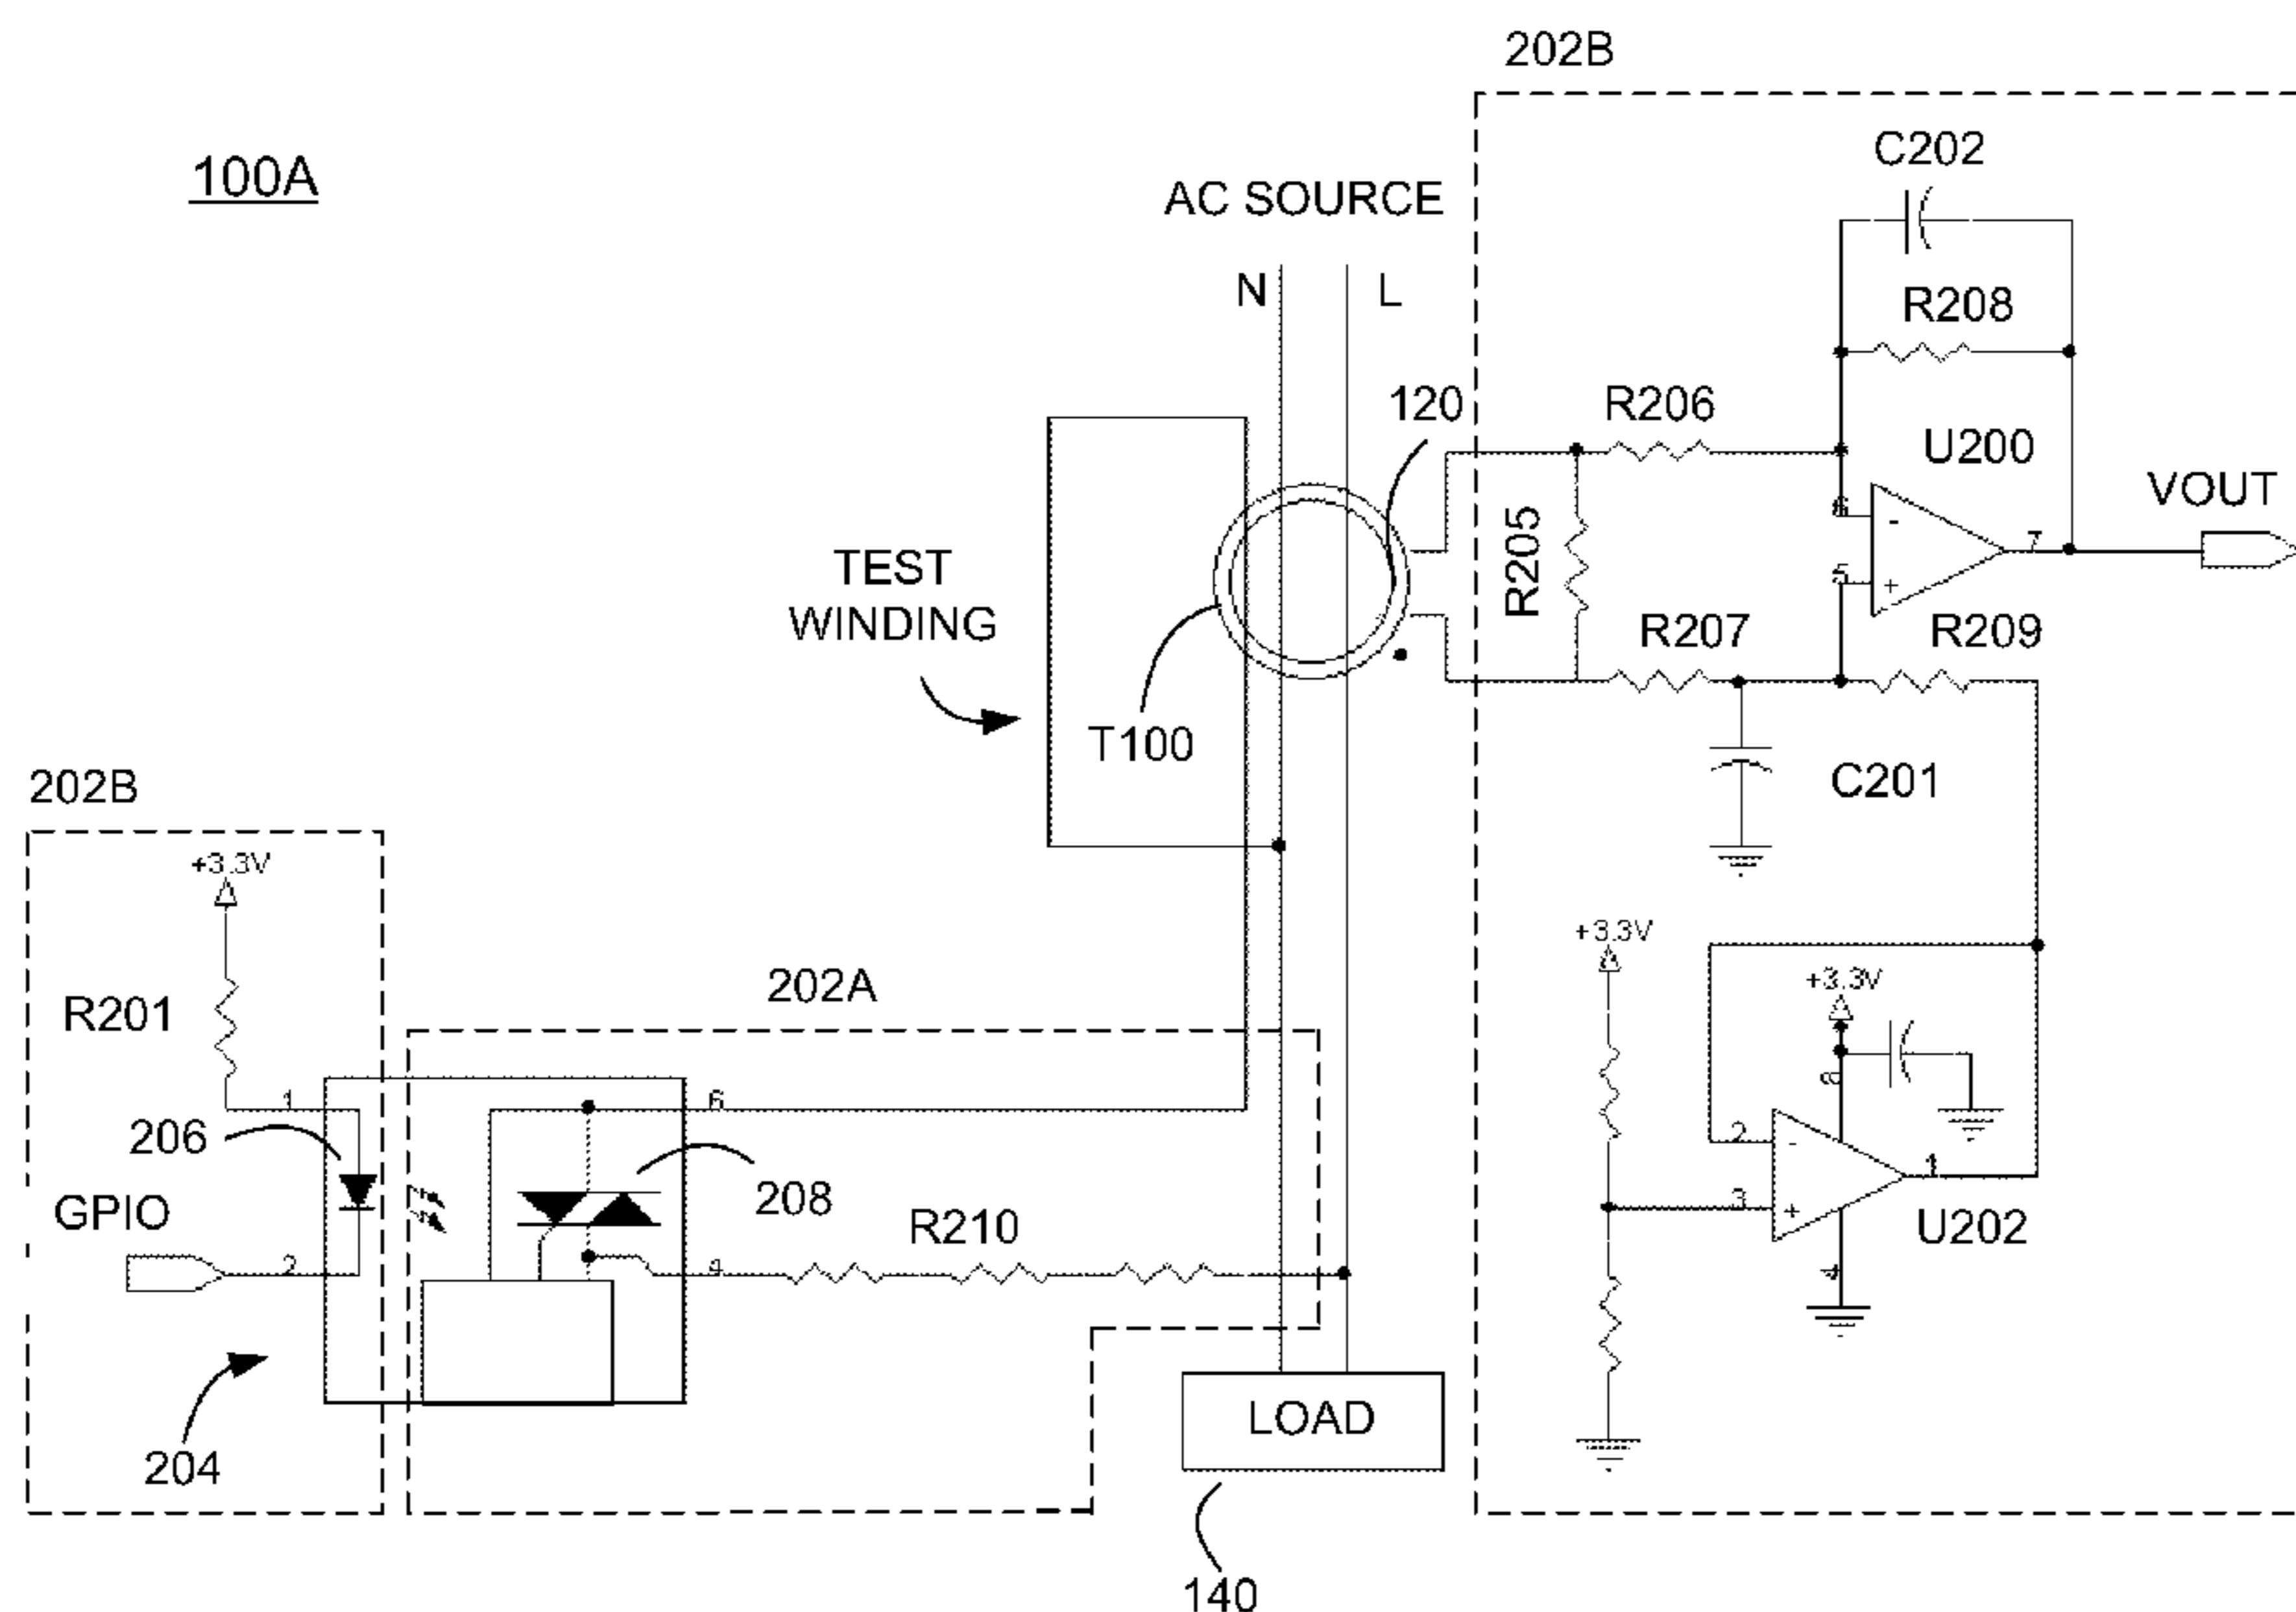 202B
C202
100A
AC SOURCE
N
L
R208
120
R206
U200
VOUT
6
-
7
TEST
WINDING
R205
5
+
R207
R209
T100
C201
202B
+3.3V
+3.3V
+3.3V
202A
R201
8
1
6
206
2
-
1
208
3
+
U202
GPIO
R210
2
4
4
LOAD
204
140